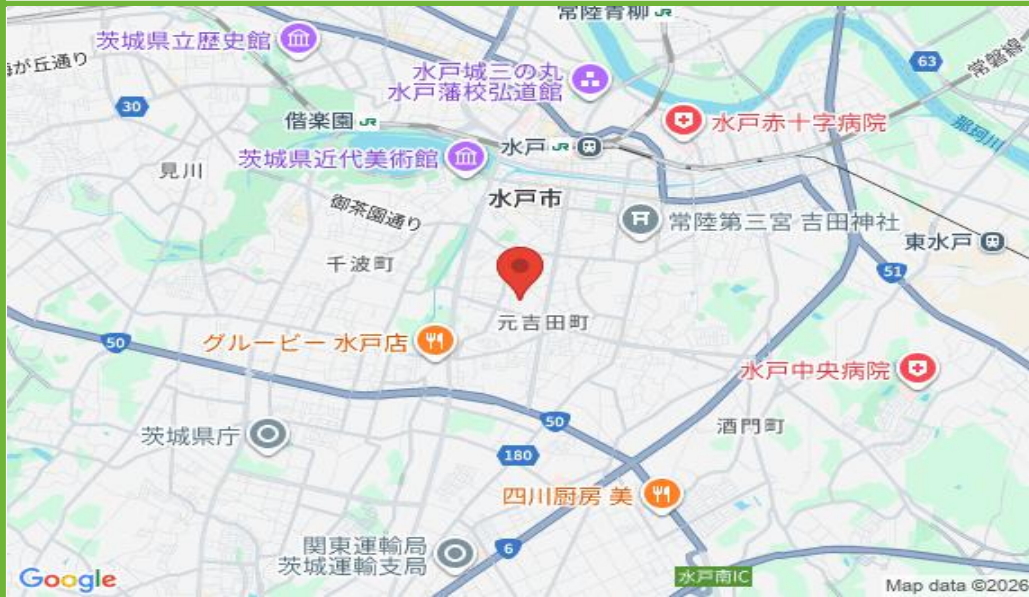 常陸青柳 JR
茨城県立歴史館
63
常磐線
水戸城三の丸
水戸藩校弘道館
が丘通り
30
偕楽園 JR
水戸赤十字病院
那珂川
茨城県近代美術館
水戸 JR
見川
水戸市
御茶園通り
常陸第三宮 吉田神社
東水戸
千波町
51
元吉田町
50
グルービー 水戸店
水戸中央病院
50
酒門町
茨城県庁
180
四川厨房 美
関東運輸局
茨城運輸支局
6
水戸南IC
Google
Map data ©2026